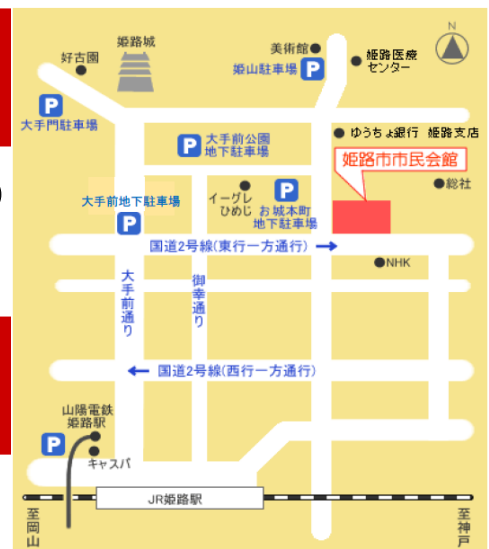 N
姫路城
美術館
好古園
姫路医療
センター
姫山駐車場 P
P
大手門駐車場
ゆうちょ銀行 姫路支店
P 大手前公園
地下駐車場
姫路市市民会館
総社
大手前地下駐車場
P
イーグレ
ひめじ
P
お城本町
地下駐車場
国道2号線(東行一方通行) →
NHK
大手前通り
御幸通り
← 国道2号線(西行一方通行)
山陽電鉄
姫路駅
P
キャスパ
JR姫路駅
至岡山
至神戸
)